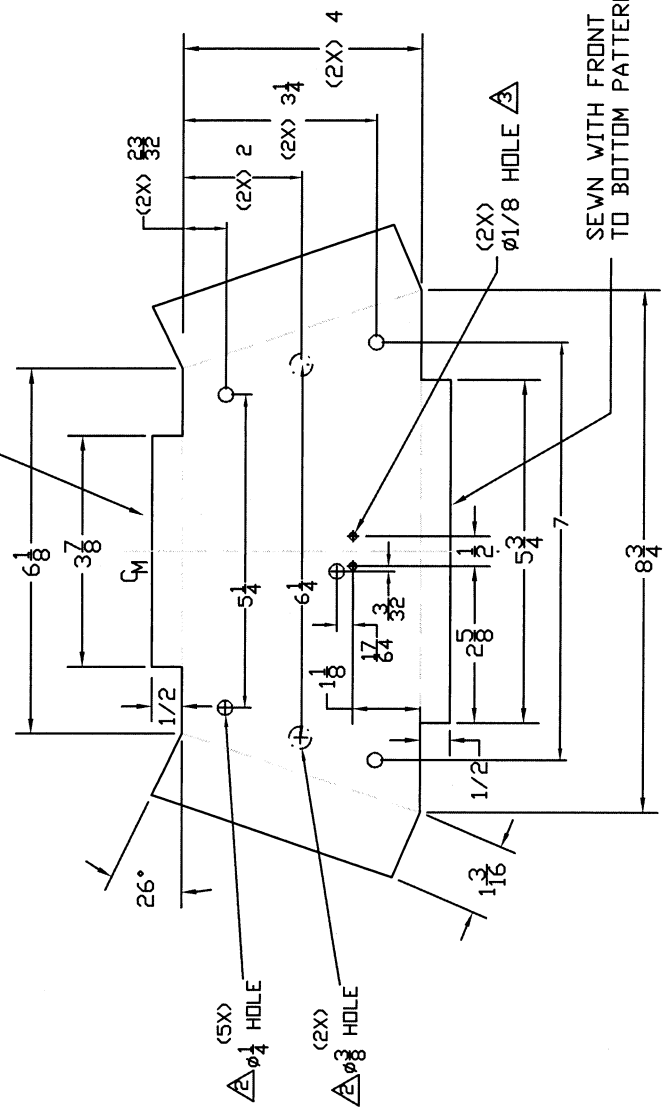 6 1/8
3 7/8
C M
1/2
26°
(2X) 23/32
(2X) 2
(2X) 3 1/4
(2X) 4
5 1/4
6 1/4
(5X)
2 ø 1/4 HOLE
(2X)
2 ø 3/8 HOLE
(2X)
ø1/8 HOLE 3
1 1/8
17/64
3/32
1/2
2 5/8
5 3/4
1/2
1 3/16
7
8 3/4
SEWN WITH FRONT
TO BOTTOM PATTERN